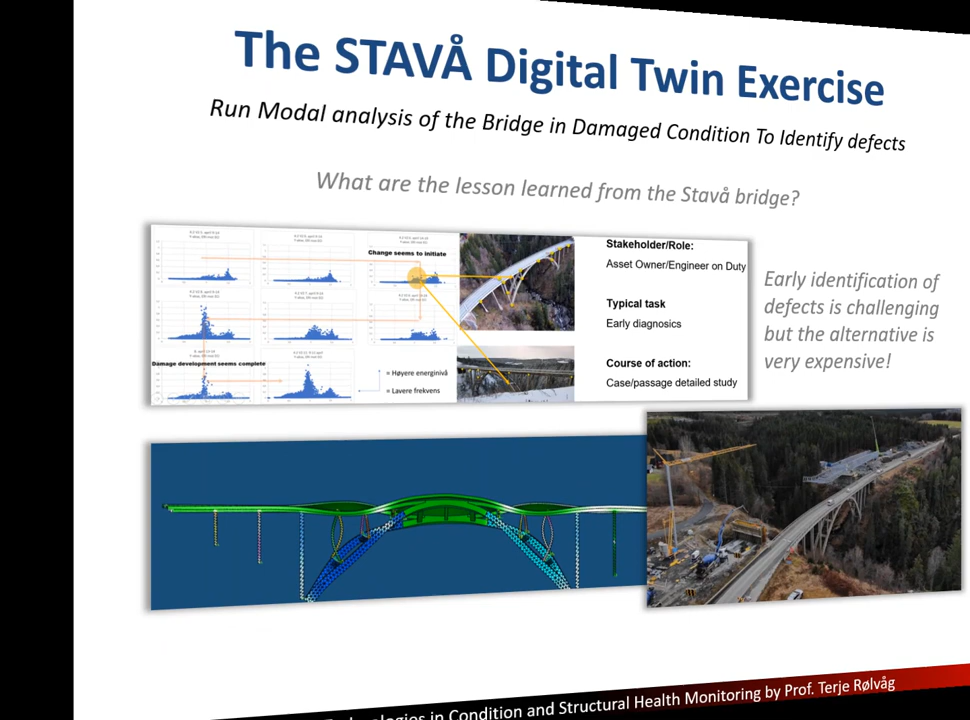 The STAVÅ Digital Twin Exercise
Run Modal analysis of the Bridge in Damaged Condition To Identify defects
What are the lesson learned from the Stavå bridge?
Change seems to initiate
Damage development seems complete
= Høyere energinivå
= Lavere frekvens
Stakeholder/Role:
Asset Owner/Engineer on Duty
Typical task
Early diagnostics
Course of action:
Case/passage detailed study
Early identification of
defects is challenging
but the alternative is
very expensive!
in Condition and Structural Health Monitoring by Prof. Terje Rølvåg